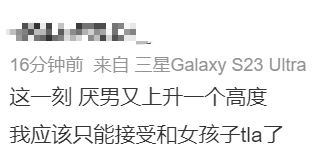 16分钟前 来自 三星Galaxy S23 Ultra
这一刻 厌男又上升一个高度
我应该只能接受和女孩子tla了